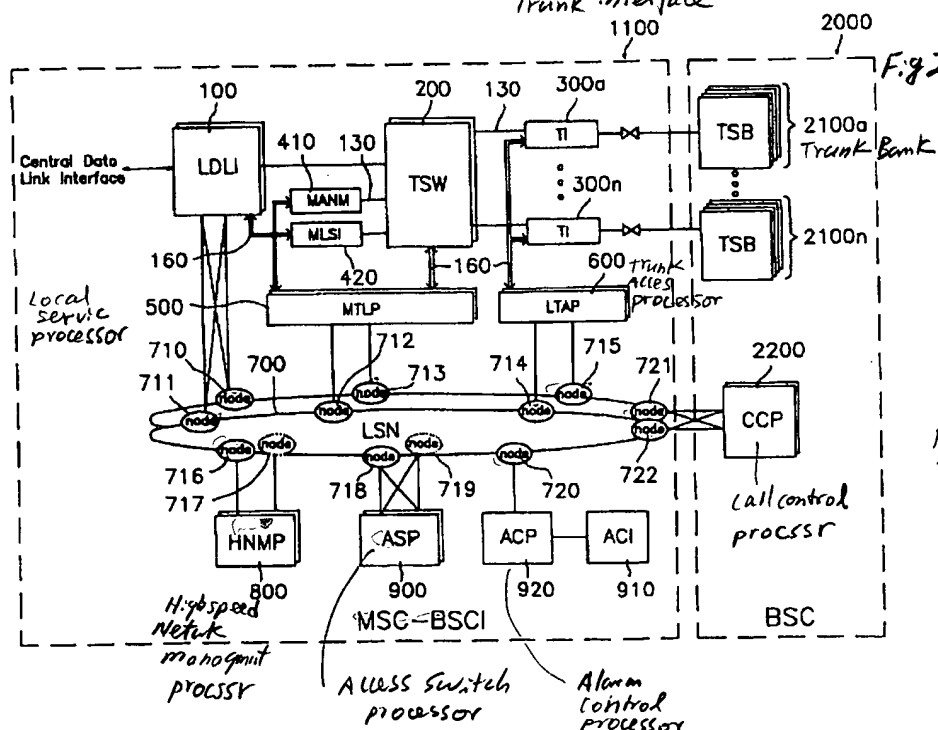 Trunk Interface
1100
2000
Fig 2
100
200
130
300a
LDLI
410
130
TSW
TI
TSB
2100a
Trunk Bank
Central Data
Link Interface
MANM
300n
MLSI
TI
TSB
2100n
160
420
160
600
Trunk
Acces
processor
Local
servic
processor
500
MTLP
LTAP
710
700
712
713
714
715
721
2200
711
node
node
node
node
node
node
node
node
CCP
LSN
716
node
node
node
node
node
722
717
718
719
720
call control
procssr
HNMP
ASP
ACP
ACI
800
900
920
910
Highspeed
Netwk
managmnt
procssr
MSC-BSCI
BSC
Access Switch
processor
Alarm
control
processor